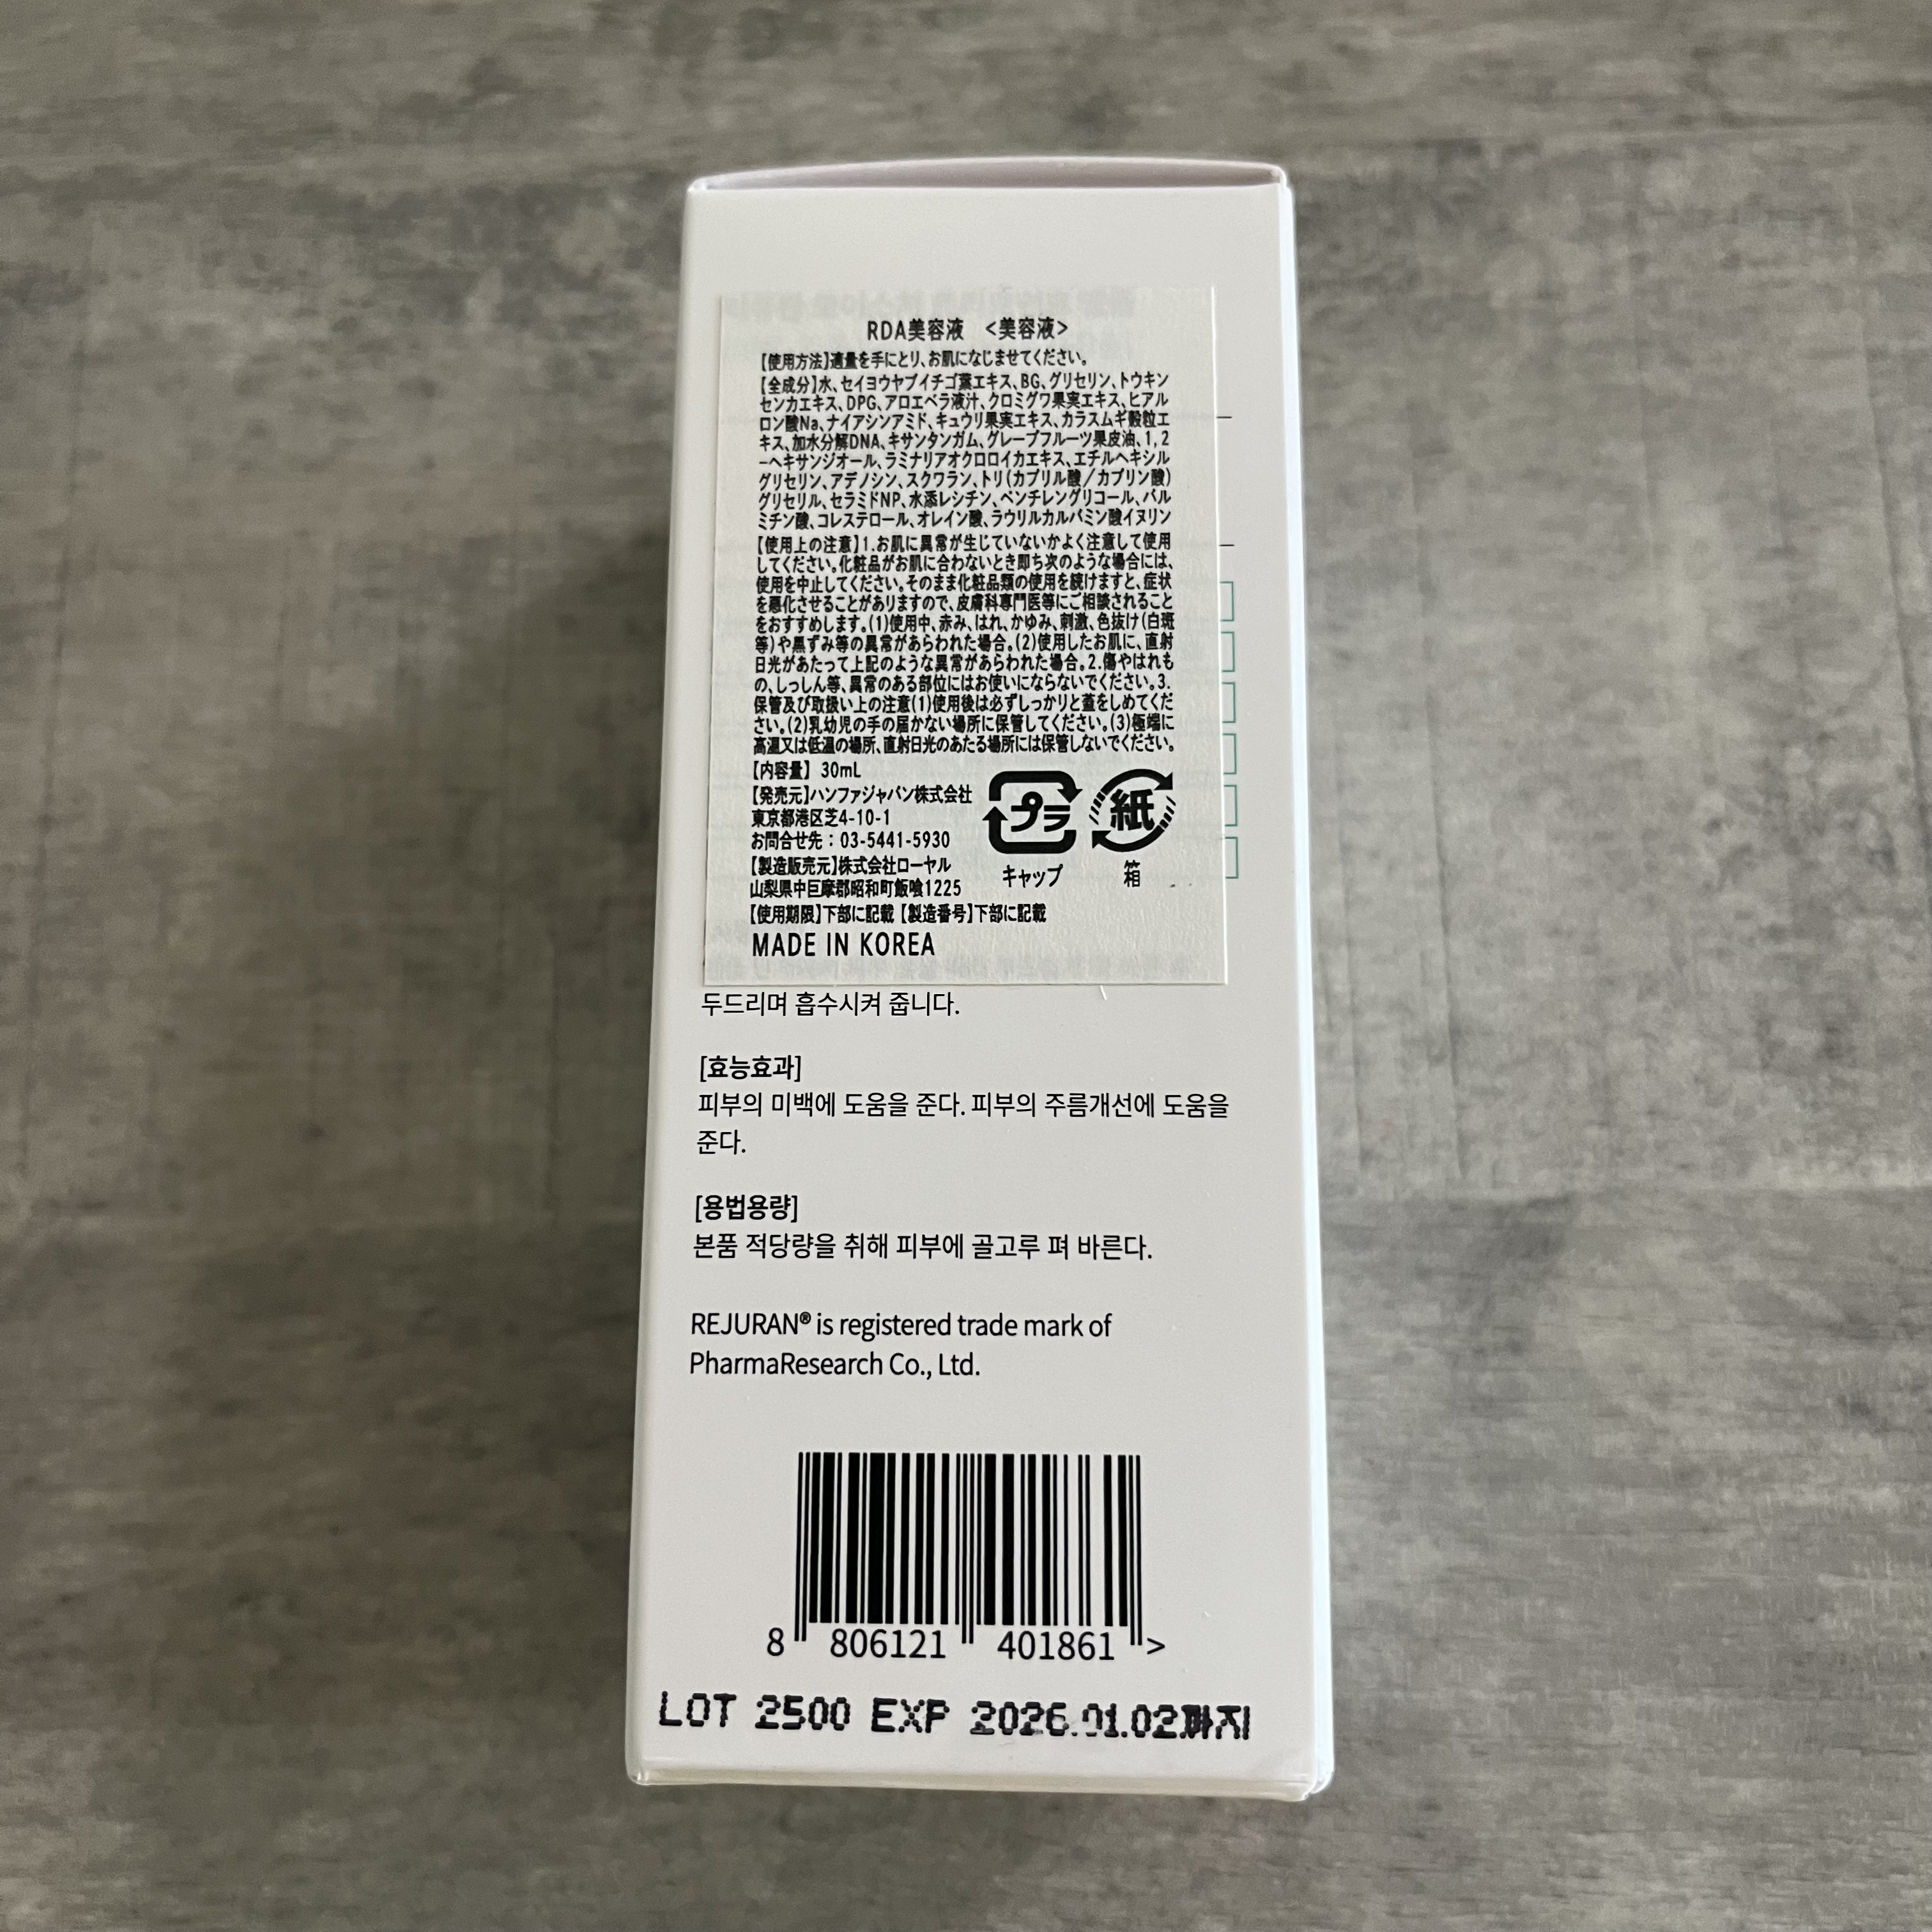 RDA美容液　<美容液>
【使用方法】適量を手にとり、お肌になじませてください。
【全成分】水、セイヨウヤブイチゴ葉エキス、BG、グリセリン、トウキン
センカエキス、DPG、アロエベラ液汁、クロミグワ果実エキス、ヒアル
ロン酸Na、ナイアシンアミド、キュウリ果実エキス、カラスムギ穀粒エ
キス、加水分解DNA、キサンタンガム、グレープフルーツ果皮油、1,2
−ヘキサンジオール、ラミナリアオクロロイカエキス、エチルヘキシル
グリセリン、アデノシン、スクワラン、トリ(カプリル酸／カプリン酸)
グリセリル、セラミドNP、水添レシチン、ペンチレングリコール、パル
ミチン酸、コレステロール、オレイン酸、ラウリルカルバミン酸イヌリン
【使用上の注意】1.お肌に異常が生じていないかよく注意して使用
してください。化粧品がお肌に合わないとき即ち次のような場合には、
使用を中止してください。そのまま化粧品類の使用を続けますと、症状
を悪化させることがありますので、皮膚科専門医等にご相談されること
をおすすめします。(1)使用中、赤み、はれ、かゆみ、刺激、色抜け(白斑
等)や黒ずみ等の異常があらわれた場合。(2)使用したお肌に、直射
日光があたって上記のような異常があらわれた場合。2.傷やはれも
の、しっしん等、異常のある部位にはお使いにならないでください。3.
保管及び取扱い上の注意(1)使用後は必ずしっかりと蓋をしめてくだ
さい。(2)乳幼児の手の届かない場所に保管してください。(3)極端に
高温又は低温の場所、直射日光のあたる場所には保管しないでください。
【内容量】 30mL
【発売元】ハンファジャパン株式会社
東京都港区芝4-10-1
お問合せ先：03-5441-5930
【製造販売元】株式会社ローヤル
山梨県中巨摩郡昭和町飯喰1225
プラ
キャップ
紙
箱
【使用期限】下部に記載【製造番号】下部に記載
MADE IN KOREA
두드리며 흡수시켜 줍니다.
[효능효과]
피부의 미백에 도움을 준다. 피부의 주름개선에 도움을
준다.
[용법용량]
본품 적당량을 취해 피부에 골고루 펴 바른다.
REJURAN® is registered trade mark of
PharmaResearch Co., Ltd.
8 806121 401861 >
LOT 2500 EXP 2026.01.02까지